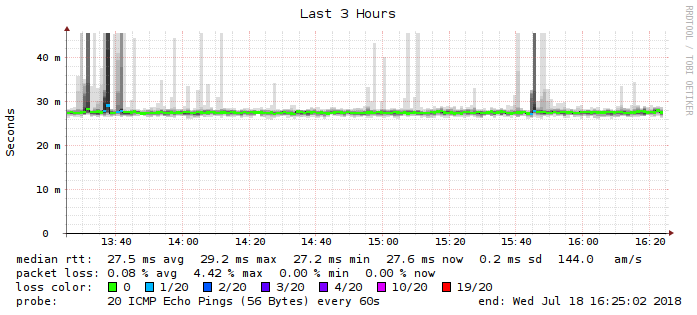 Last 3 Hours
RRDTOOL / TOBI OETIKER
Seconds
40 m
30 m
20 m
10 m
0
13:40 14:00 14:20 14:40 15:00 15:20 15:40 16:00 16:20
median rtt: 27.5 ms avg 29.2 ms max 27.2 ms min 27.6 ms now 0.2 ms sd 144.0 am/s
packet loss: 0.08 % avg 4.42 % max 0.00 % min 0.00 % now
loss color: 0 1/20 2/20 3/20 4/20 10/20 19/20
probe: 20 ICMP Echo Pings (56 Bytes) every 60s end: Wed Jul 18 16:25:02 2018